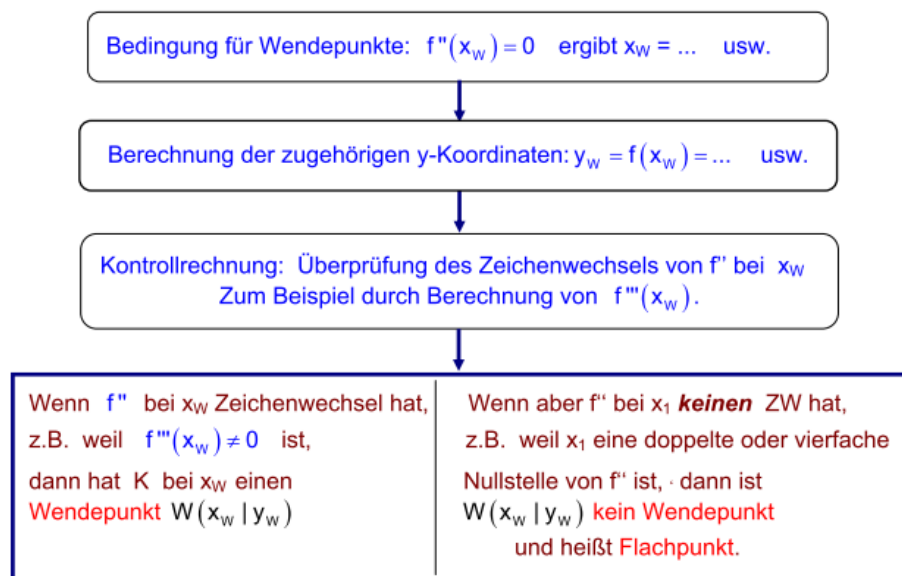 Bedingung für Wendepunkte: f"(x_W) = 0 ergibt x_W = ... usw.
Berechnung der zugehörigen y-Koordinaten: y_W = f(x_W) = ... usw.
Kontrollrechnung: Überprüfung des Zeichenwechsels von f'' bei x_W
Zum Beispiel durch Berechnung von f'''(x_W).
Wenn f" bei x_W Zeichenwechsel hat,
z.B. weil f'''(x_W) ≠ 0 ist,
dann hat K bei x_W einen
Wendepunkt W(x_W | y_W)
Wenn aber f“ bei x₁ keinen ZW hat,
z.B. weil x₁ eine doppelte oder vierfache
Nullstelle von f“ ist, · dann ist
W(x_W | y_W) kein Wendepunkt
und heißt Flachpunkt.